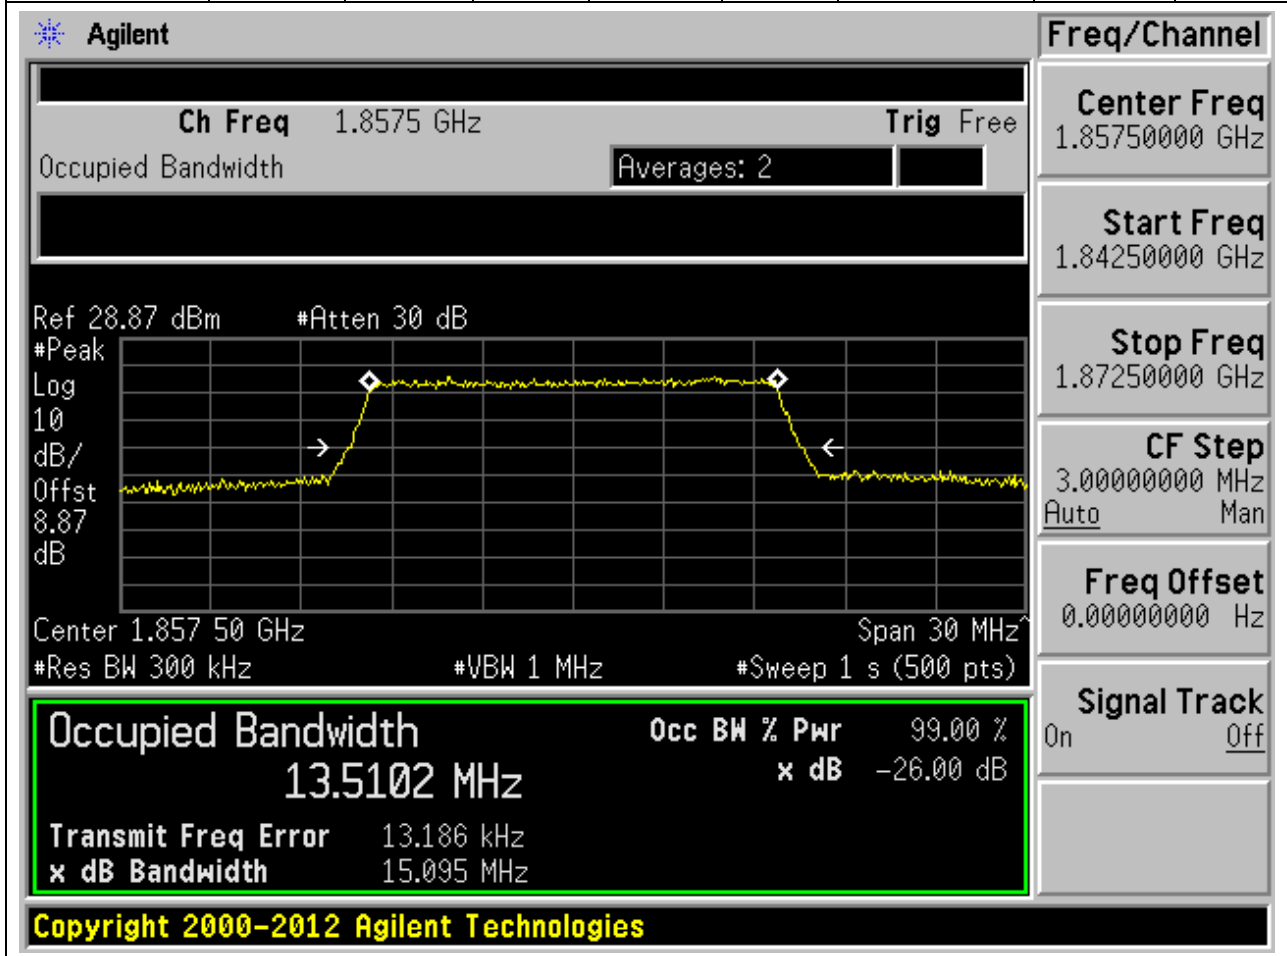 Agilent
Freq/Channel
Ch Freq 1.8575 GHz Trig Free
Occupied Bandwidth Averages: 2
Center Freq
1.85750000 GHz
Start Freq
1.84250000 GHz
Stop Freq
1.87250000 GHz
CF Step
3.00000000 MHz
Auto Man
Freq Offset
0.00000000 Hz
Signal Track
On Off
Ref 28.87 dBm #Atten 30 dB
#Peak
Log
10
dB/
Offst
8.87
dB
Center 1.857 50 GHz Span 30 MHz^
#Res BW 300 kHz #VBW 1 MHz #Sweep 1 s (500 pts)
Occupied Bandwidth
13.5102 MHz
Occ BW % Pwr 99.00 %
x dB -26.00 dB
Transmit Freq Error 13.186 kHz
x dB Bandwidth 15.095 MHz
Copyright 2000-2012 Agilent Technologies